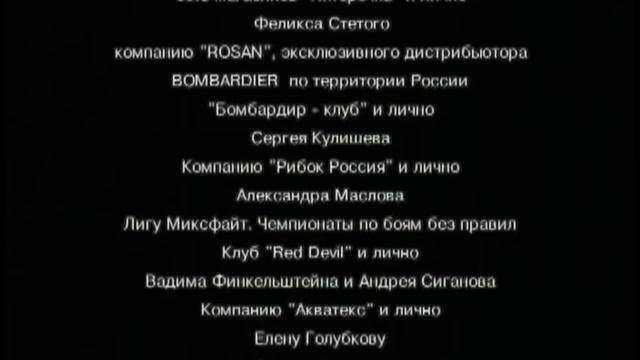 Феликса Стетого
компанию "ROSAN", эксклюзивного дистрибьютора
BOMBARDIER по территории России
"Бомбардир - клуб" и лично
Сергея Кулишева
Компанию "Рибок Россия" и лично
Александра Маслова
Лигу Миксфайт. Чемпионаты по боям без правил
Клуб "Red Devil" и лично
Вадима Финкельштейна и Андрея Сиганова
Компанию "Акватекс" и лично
Елену Голубкову